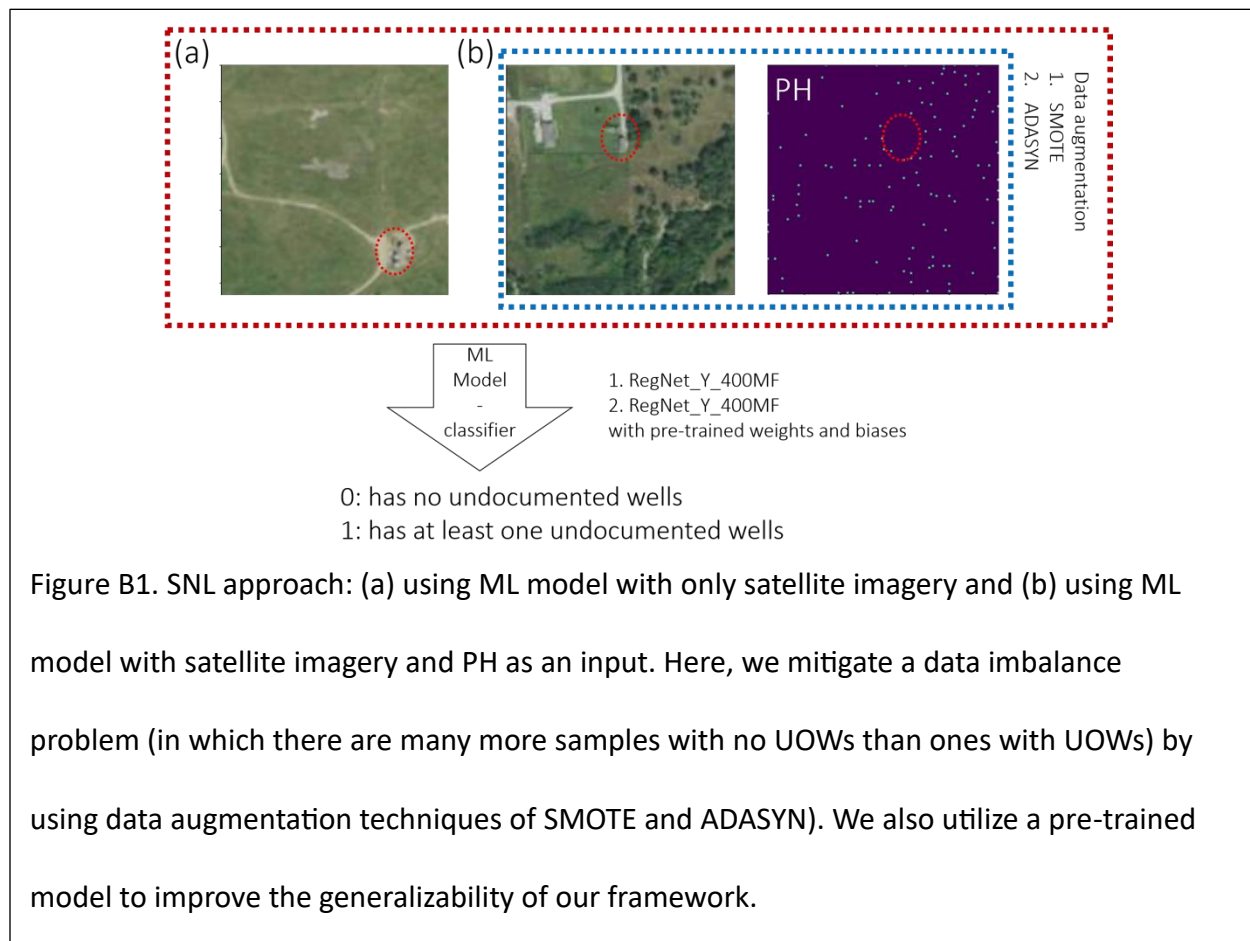 (a)
(b)
PH
Data augmentation
1. SMOTE
2. ADASYN
ML
Model
-
classifier
1. RegNet_Y_400MF
2. RegNet_Y_400MF
with pre-trained weights and biases
0: has no undocumented wells
1: has at least one undocumented wells
Figure B1. SNL approach: (a) using ML model with only satellite imagery and (b) using ML
model with satellite imagery and PH as an input. Here, we mitigate a data imbalance
problem (in which there are many more samples with no UOWs than ones with UOWs) by
using data augmentation techniques of SMOTE and ADASYN). We also utilize a pre-trained
model to improve the generalizability of our framework.